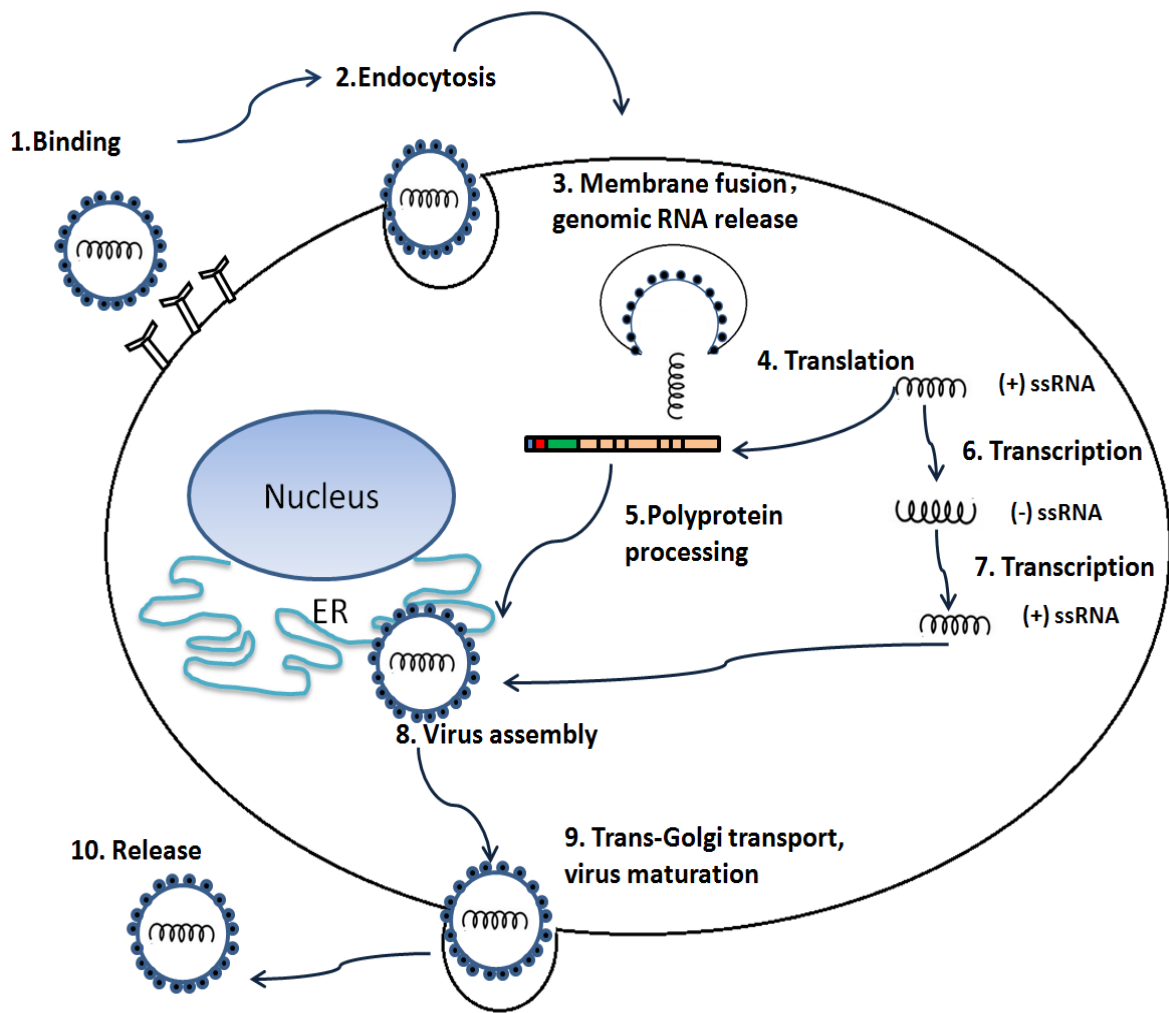 1.Binding
2.Endocytosis
3. Membrane fusion，
genomic RNA release
4. Translation
(+) ssRNA
6. Transcription
(-) ssRNA
7. Transcription
(+) ssRNA
5.Polyprotein
processing
Nucleus
ER
8. Virus assembly
9. Trans-Golgi transport,
virus maturation
10. Release